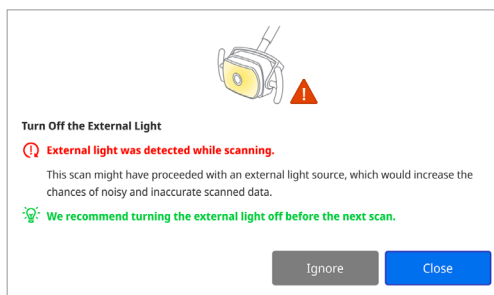 Turn Off the External Light
External light was detected while scanning.
This scan might have proceeded with an external light source, which would increase the
chances of noisy and inaccurate scanned data.
We recommend turning the external light off before the next scan.
Ignore
Close